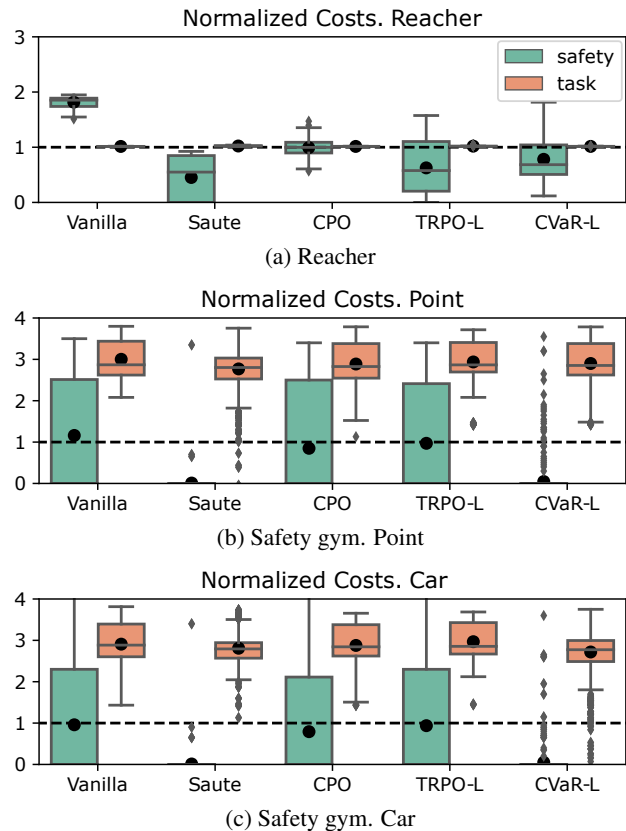 Normalized Costs. Reacher
3
safety
task
2
1
0
Vanilla Saute CPO TRPO-L CVaR-L
(a) Reacher
Normalized Costs. Point
4
3
2
1
0
Vanilla Saute CPO TRPO-L CVaR-L
(b) Safety gym. Point
Normalized Costs. Car
4
3
2
1
0
Vanilla Saute CPO TRPO-L CVaR-L
(c) Safety gym. Car